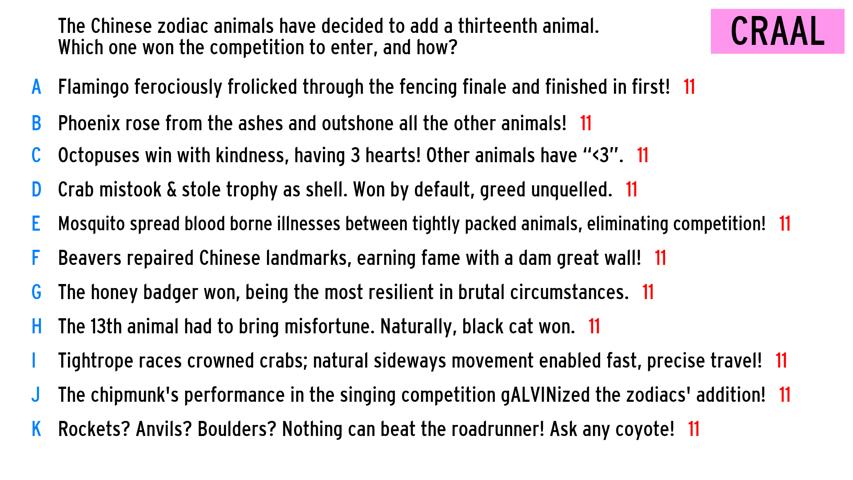 The Chinese zodiac animals have decided to add a thirteenth animal.
Which one won the competition to enter, and how?
CRAAL
A Flamingo ferociously frolicked through the fencing finale and finished in first! 11
B Phoenix rose from the ashes and outshone all the other animals! 11
C Octopuses win with kindness, having 3 hearts! Other animals have “<3”. 11
D Crab mistook & stole trophy as shell. Won by default, greed unquelled. 11
E Mosquito spread blood borne illnesses between tightly packed animals, eliminating competition! 11
F Beavers repaired Chinese landmarks, earning fame with a dam great wall! 11
G The honey badger won, being the most resilient in brutal circumstances. 11
H The 13th animal had to bring misfortune. Naturally, black cat won. 11
I Tightrope races crowned crabs; natural sideways movement enabled fast, precise travel! 11
J The chipmunk's performance in the singing competition gALVINized the zodiacs' addition! 11
K Rockets? Anvils? Boulders? Nothing can beat the roadrunner! Ask any coyote! 11